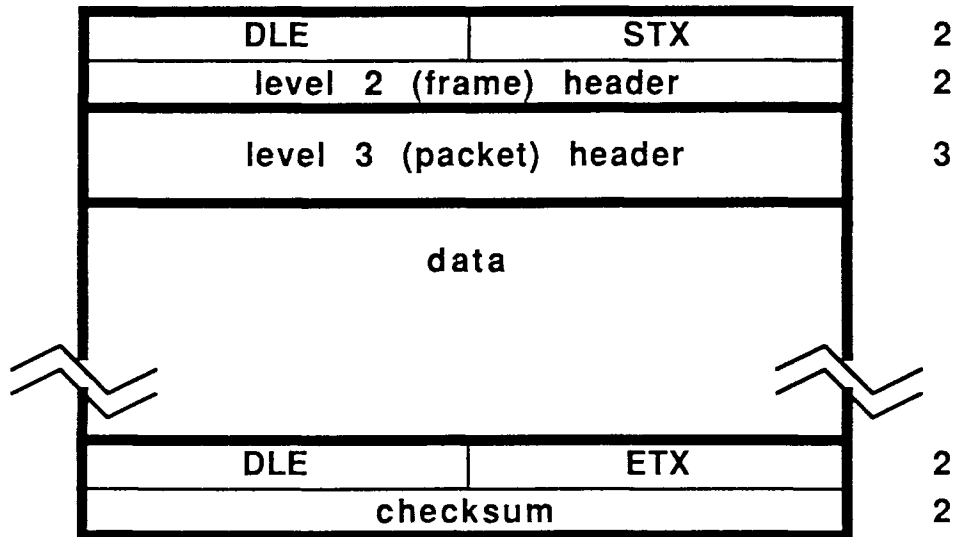 DLE STX 2
level 2 (frame) header 2
level 3 (packet) header 3
data
DLE ETX 2
checksum 2